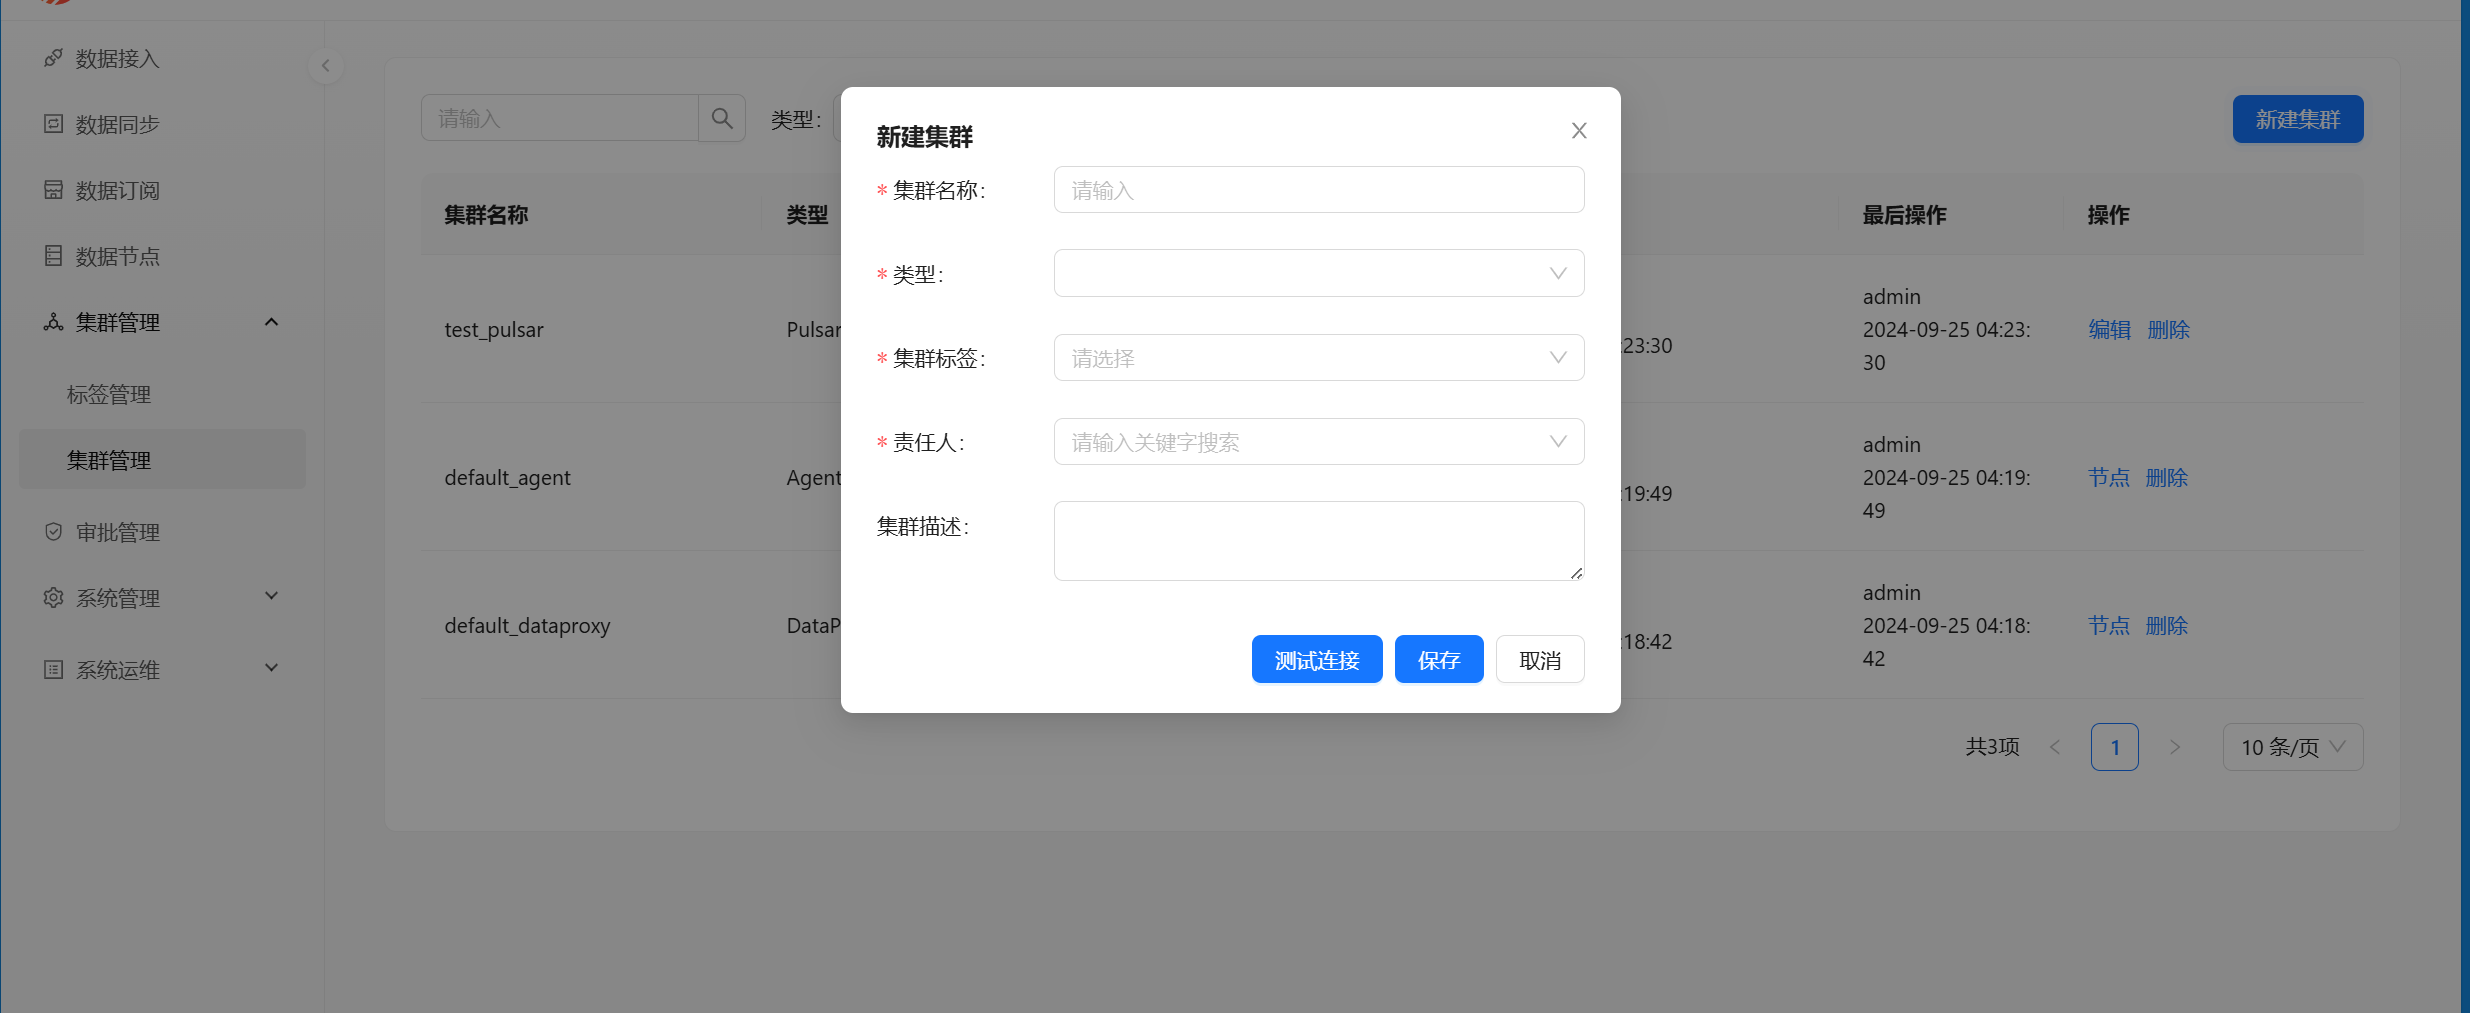 数据接入
数据同步
数据订阅
数据节点
集群管理
标签管理
集群管理
审批管理
系统管理
系统运维
请输入
类型:
新建集群
集群名称
类型
最后操作
操作
test_pulsar
Pulsar
:23:30
admin
2024-09-25 04:23:
30
编辑 删除
default_agent
Agent
:19:49
admin
2024-09-25 04:19:
49
节点 删除
default_dataproxy
DataP
:18:42
admin
2024-09-25 04:18:
42
节点 删除
共3项
1
10 条/页
新建集群
* 集群名称:
请输入
* 类型:
* 集群标签:
请选择
* 责任人:
请输入关键字搜索
集群描述:
测试连接
保存
取消